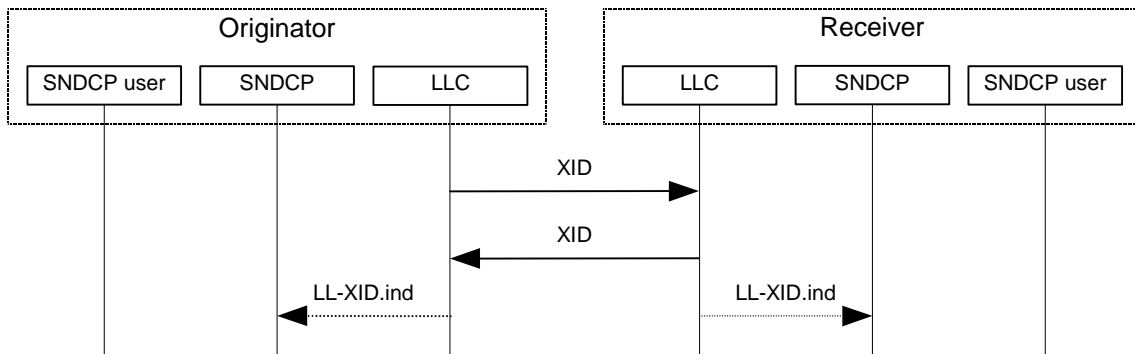 Originator
Receiver
SNDCP user
SNDCP
LLC
LLC
SNDCP
SNDCP user
XID
XID
LL-XID.ind
LL-XID.ind